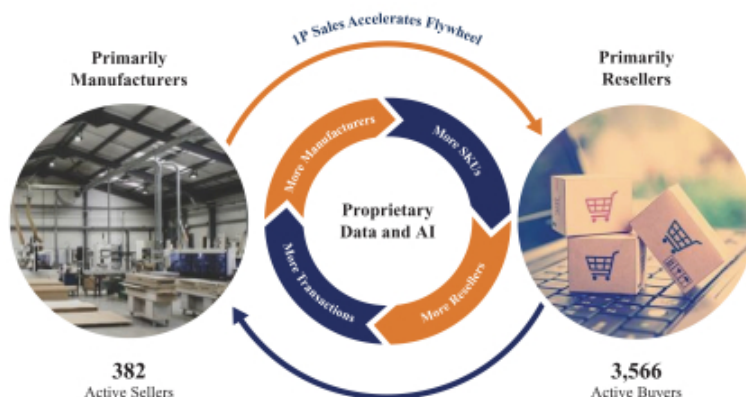 1P Sales Accelerates Flywheel
Primarily
Manufacturers
Primarily
Resellers
More Manufacturers
More SKUs
Proprietary
Data and AI
More Transactions
More Resellers
382
Active Sellers
3,566
Active Buyers